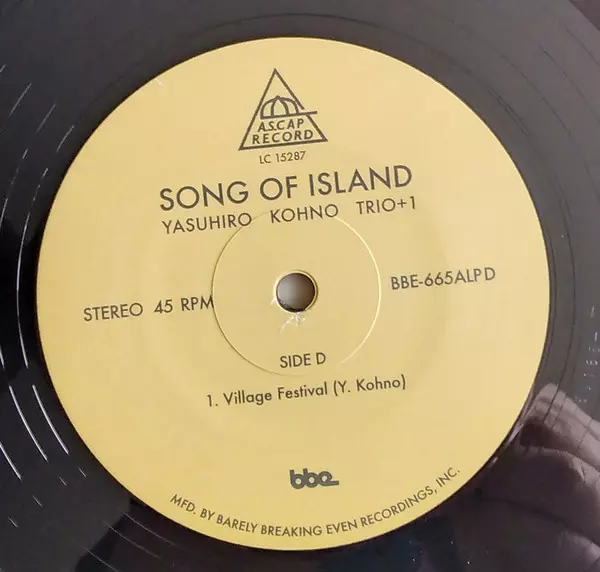 A.S.C.A.P
RECORD
LC 15287
SONG OF ISLAND
YASUHIRO KOHNO TRIO+1
STEREO 45 RPM
BBE-665ALP D
SIDE D
1. Village Festival (Y. Kohno)
bbe
MFD. BY BARELY BREAKING EVEN RECORDINGS, INC.